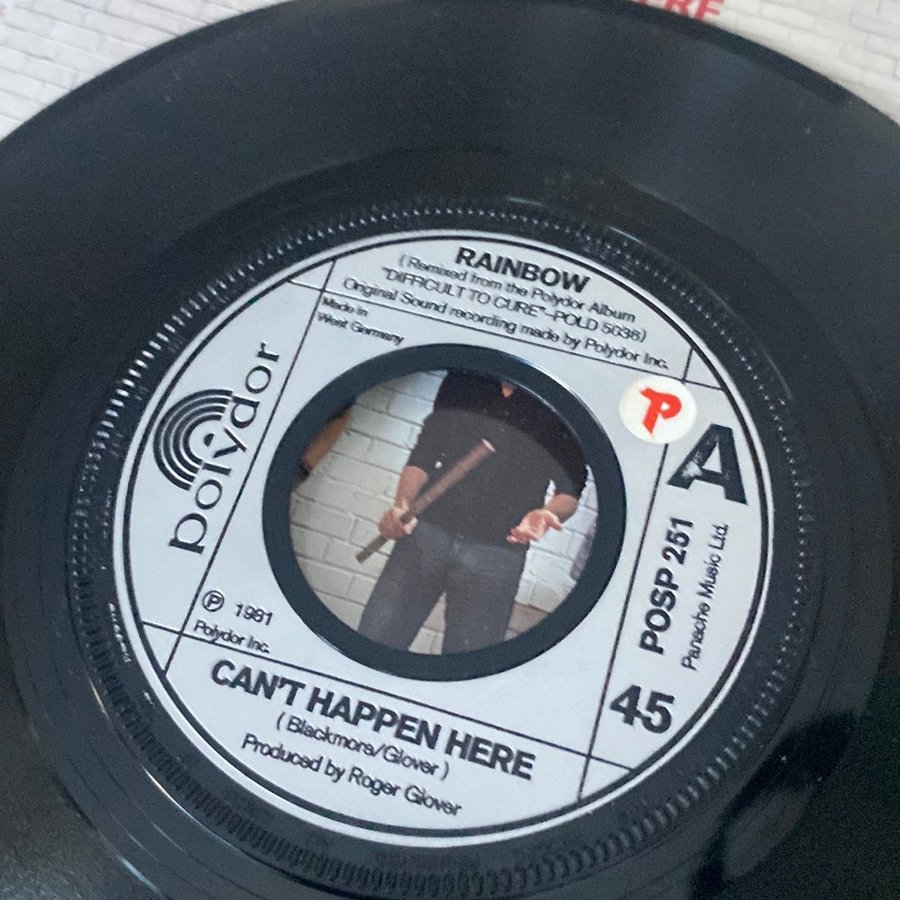 ERE
RAINBOW
(Remixed from the Polydor Album
"DIFFICULT TO CURE"-POLD 5036)
Original Sound recording made by Polydor Inc.
Made in
West Germany
polydor
P
A
POSP 251
Panache Music Ltd.
45
Ⓟ 1981
Polydor Inc.
CAN'T HAPPEN HERE
(Blackmore/Glover)
Produced by Roger Glover